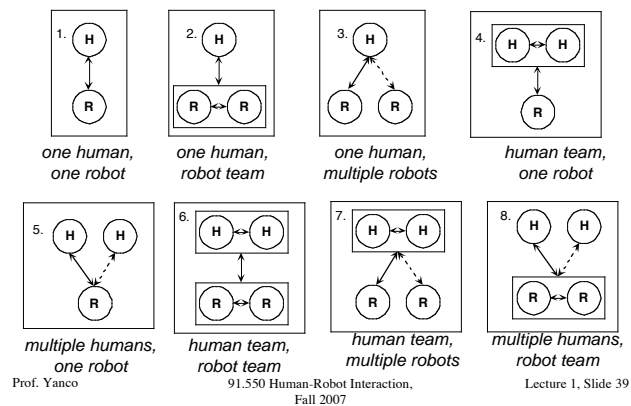 1. H
R
one human,
one robot
2. H
R R
one human,
robot team
3. H
R R
one human,
multiple robots
4. H H
R
human team,
one robot
5. H H
R
multiple humans,
one robot
6. H H
R R
human team,
robot team
7. H H
R R
human team,
multiple robots
8. H H
R R
multiple humans,
robot team
Prof. Yanco
91.550 Human-Robot Interaction,
Fall 2007
Lecture 1, Slide 39